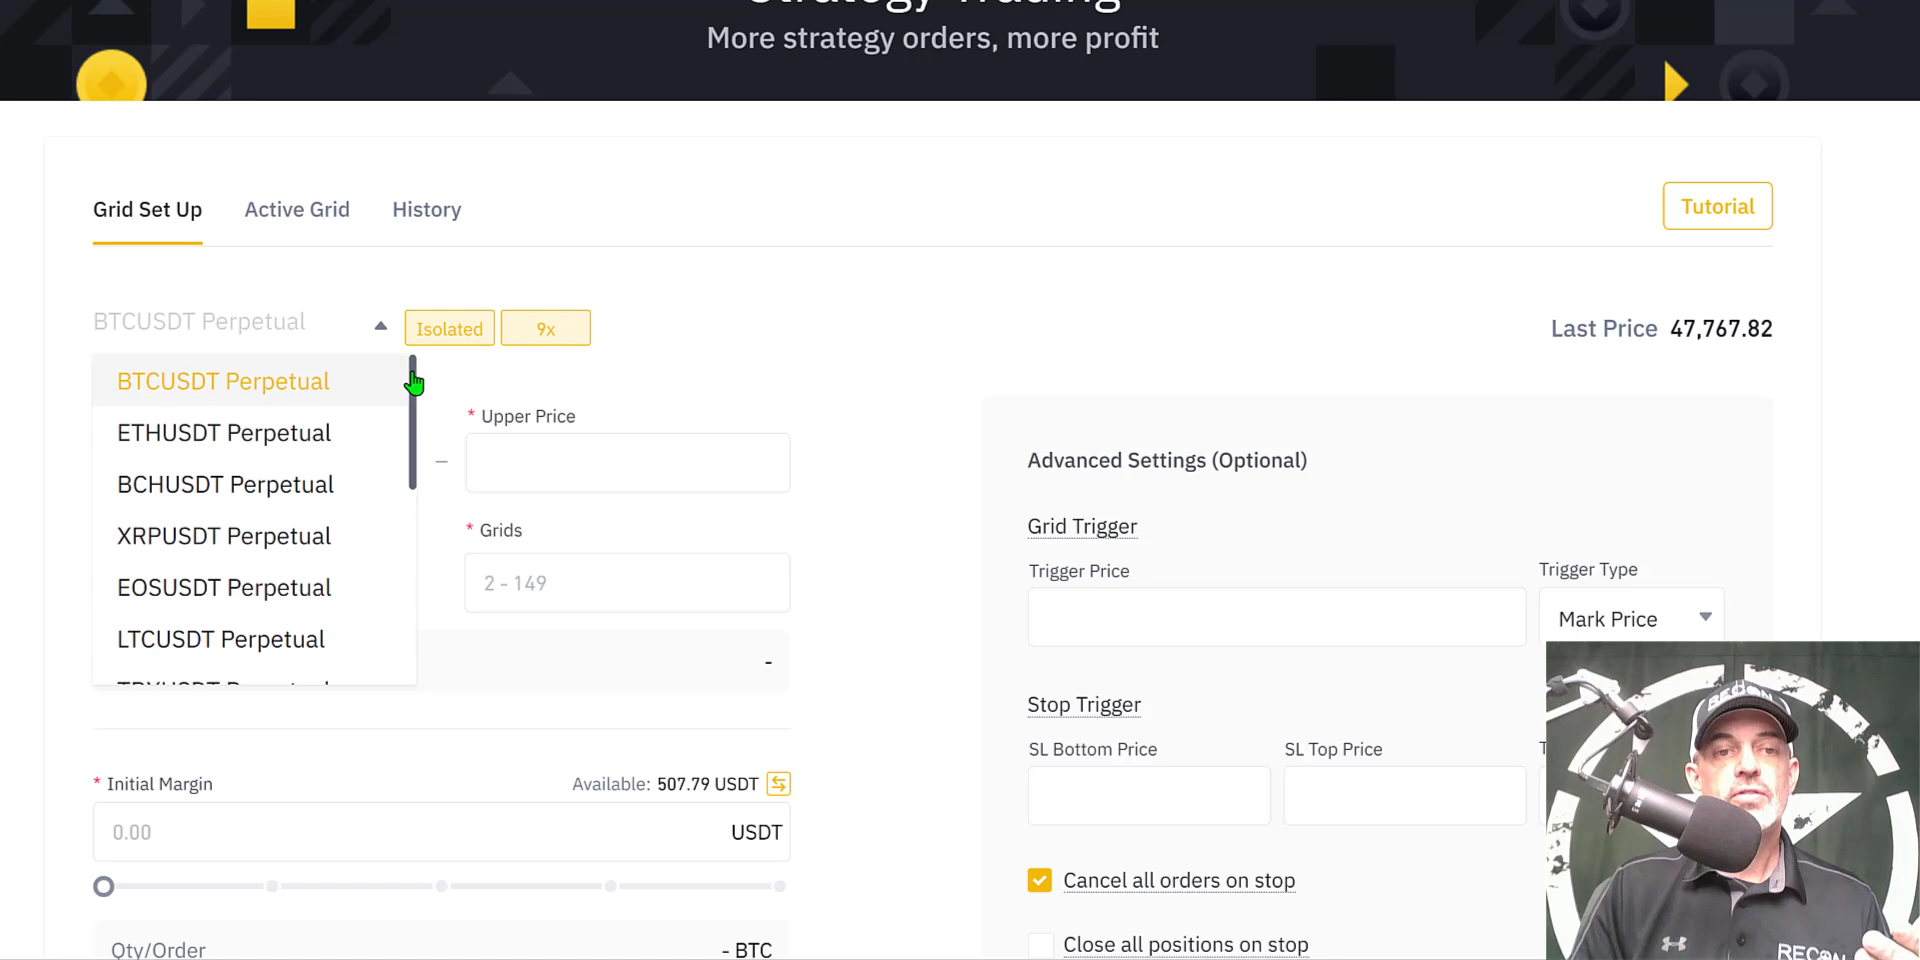 Strategy Trading
More strategy orders, more profit
Grid Set Up
Active Grid
History
Tutorial
BTCUSDT Perpetual
Isolated
9x
Last Price 47,767.82
BTCUSDT Perpetual
ETHUSDT Perpetual
BCHUSDT Perpetual
XRPUSDT Perpetual
EOSUSDT Perpetual
LTCUSDT Perpetual
* Upper Price
–
* Grids
2 - 149
-
* Initial Margin
Available: 507.79 USDT
0.00
USDT
Qty/Order
- BTC
Advanced Settings (Optional)
Grid Trigger
Trigger Price
Trigger Type
Mark Price
Stop Trigger
SL Bottom Price
SL Top Price
Cancel all orders on stop
Close all positions on stop
RECON
RECON